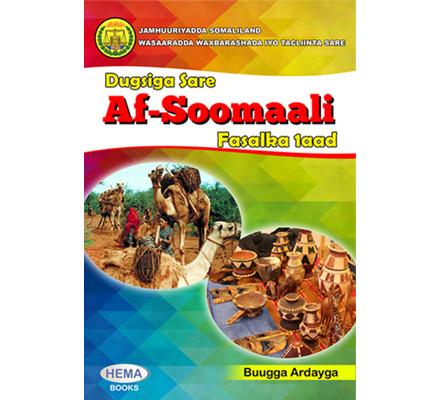 JAMHUURIYADDA SOMALILAND
WASAARADDA WAXBARASHADA IYO TACLIINTA SARE
Dugsiga Sare
Af-Soomaali
Fasalka 1aad
HEMA
BOOKS
Buugga Ardayga